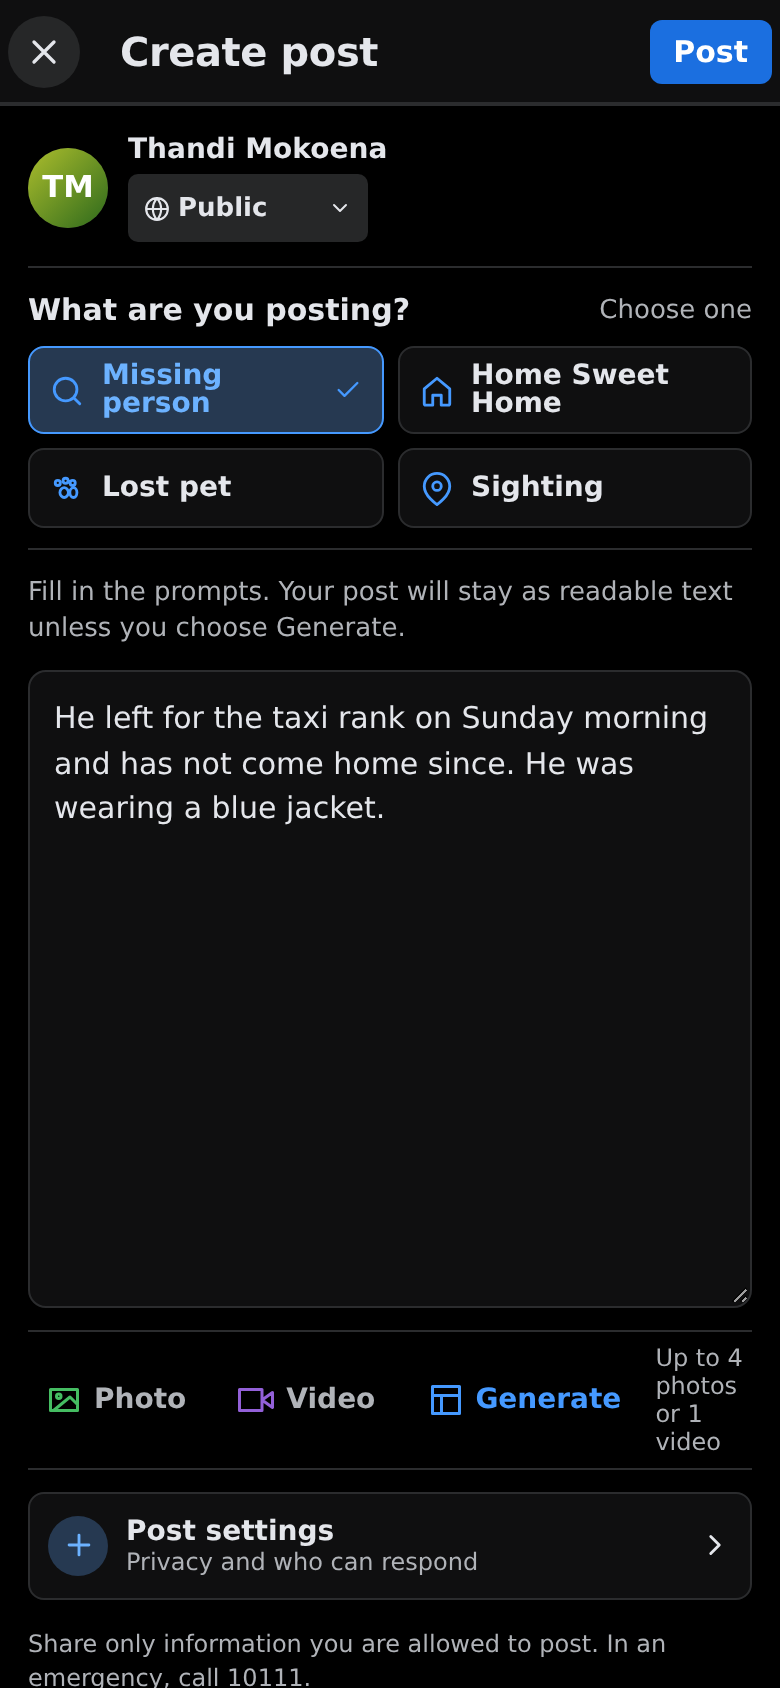 Create post
Post
TM
Thandi Mokoena
Public
What are you posting?
Choose one
Missing
person
Home Sweet
Home
Lost pet
Sighting
Fill in the prompts. Your post will stay as readable text
unless you choose Generate.
He left for the taxi rank on Sunday morning
and has not come home since. He was
wearing a blue jacket.
Photo
Video
Generate
Up to 4
photos
or 1
video
Post settings
Privacy and who can respond
Share only information you are allowed to post. In an
emergency, call 10111.